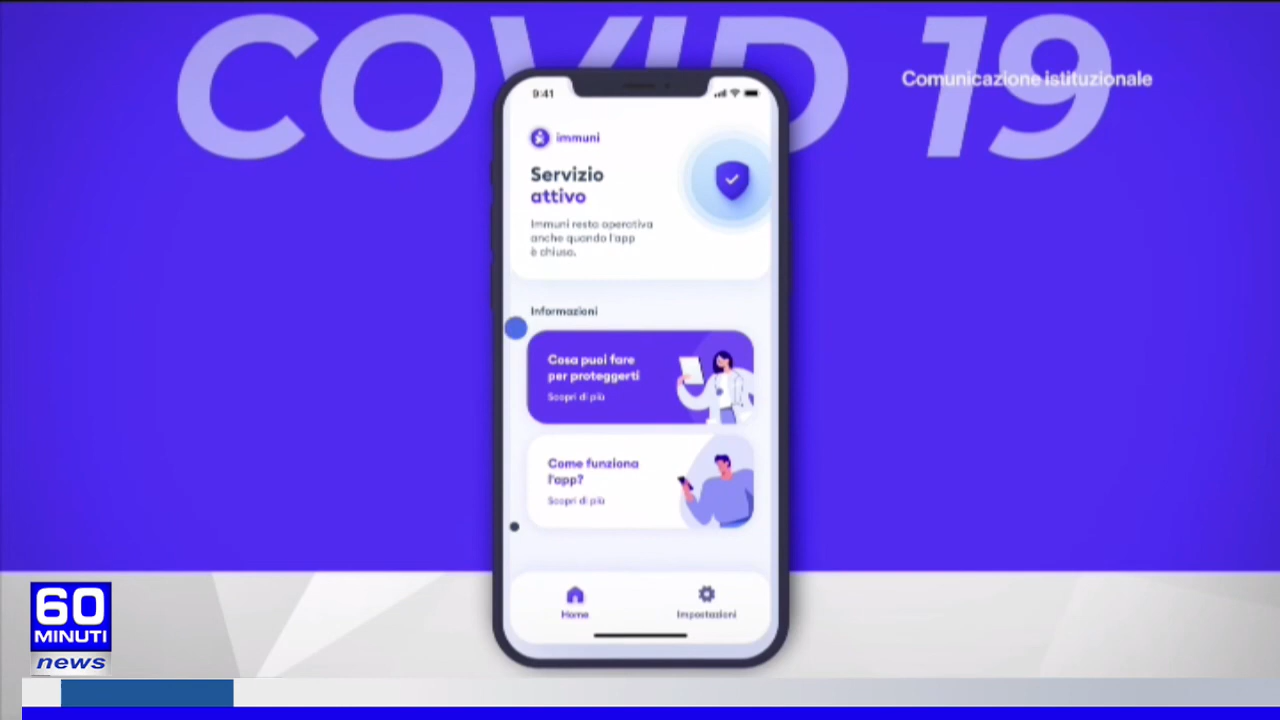 COVID 19
Comunicazione istituzionale
9:41
immuni
Servizio
attivo
Immuni resta operativa
anche quando l'app
è chiusa.
Informazioni
Cosa puoi fare
per proteggerti
Scopri di più
Come funziona
l'app?
Scopri di più
Home
Impostazioni
60
MINUTI
news